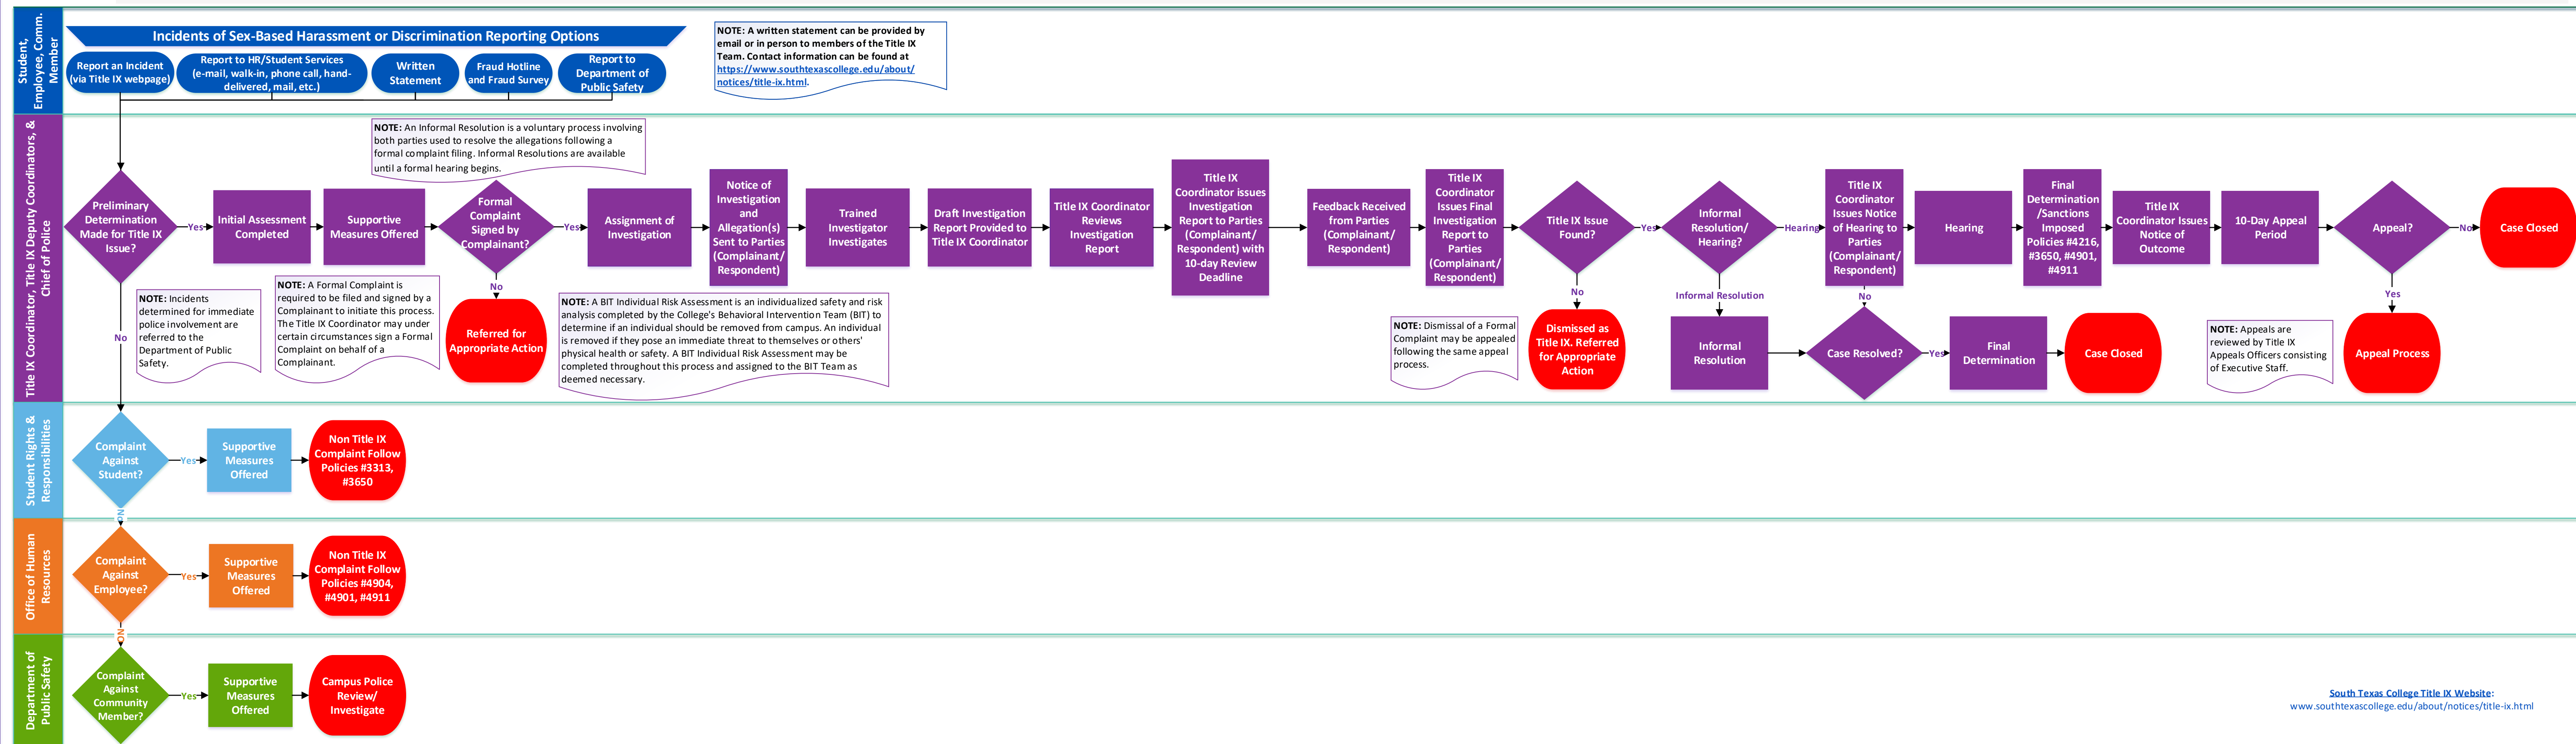 Student,
Employee, Comm.
Member
Incidents of Sex-Based Harassment or Discrimination Reporting Options
Report an Incident
(via Title IX webpage)
Report to HR/Student Services
(e-mail, walk-in, phone call, hand-
delivered, mail, etc.)
Written
Statement
Fraud Hotline
and Fraud Survey
Report to
Department of
Public Safety
NOTE: A written statement can be provided by
email or in person to members of the Title IX
Team. Contact information can be found at
https://www.southtexascollege.edu/about/
notices/title-ix.html.
Title IX Coordinator, Title IX Deputy Coordinators, &
Chief of Police
NOTE: An Informal Resolution is a voluntary process involving
both parties used to resolve the allegations following a
formal complaint filing. Informal Resolutions are available
until a formal hearing begins.
Preliminary
Determination
Made for Title IX
Issue?
Yes
Initial Assessment
Completed
Supportive
Measures Offered
Formal
Complaint
Signed by
Complainant?
Yes
Assignment of
Investigation
Notice of
Investigation
and
Allegation(s)
Sent to Parties
(Complainant/
Respondent)
Trained
Investigator
Investigates
Draft Investigation
Report Provided to
Title IX Coordinator
Title IX Coordinator
Reviews
Investigation
Report
Title IX
Coordinator issues
Investigation
Report to Parties
(Complainant/
Respondent) with
10-day Review
Deadline
Feedback Received
from Parties
(Complainant/
Respondent)
Title IX
Coordinator
Issues Final
Investigation
Report to
Parties
(Complainant/
Respondent)
Title IX Issue
Found?
Yes
Informal
Resolution/
Hearing?
Hearing
Title IX
Coordinator
Issues Notice
of Hearing to
Parties
(Complainant/
Respondent)
Hearing
Final
Determination
/Sanctions
Imposed
Policies #4216,
#3650, #4901,
#4911
Title IX
Coordinator Issues
Notice of
Outcome
10-Day Appeal
Period
Appeal?
No
Case Closed
No
NOTE: Incidents
determined for immediate
police involvement are
referred to the
Department of Public
Safety.
NOTE: A Formal Complaint is
required to be filed and signed by a
Complainant to initiate this process.
The Title IX Coordinator may under
certain circumstances sign a Formal
Complaint on behalf of a
Complainant.
No
Referred for
Appropriate Action
NOTE: A BIT Individual Risk Assessment is an individualized safety and risk
analysis completed by the College's Behavioral Intervention Team (BIT) to
determine if an individual should be removed from campus. An individual
is removed if they pose an immediate threat to themselves or others'
physical health or safety. A BIT Individual Risk Assessment may be
completed throughout this process and assigned to the BIT Team as
deemed necessary.
NOTE: Dismissal of a Formal
Complaint may be appealed
following the same appeal
process.
No
Dismissed as
Title IX. Referred
for Appropriate
Action
Informal Resolution
Informal
Resolution
No
Case Resolved?
Yes
Final
Determination
Case Closed
NOTE: Appeals are
reviewed by Title IX
Appeals Officers consisting
of Executive Staff.
Yes
Appeal Process
Student Rights &
Responsibilities
Complaint
Against
Student?
Yes
Supportive
Measures
Offered
Non Title IX
Complaint Follow
Policies #3313,
#3650
No
Office of Human
Resources
Complaint
Against
Employee?
Yes
Supportive
Measures
Offered
Non Title IX
Complaint Follow
Policies #4904,
#4901, #4911
NO
Department of
Public Safety
Complaint
Against
Community
Member?
Yes
Supportive
Measures
Offered
Campus Police
Review/
Investigate
South Texas College Title IX Website:
www.southtexascollege.edu/about/notices/title-ix.html